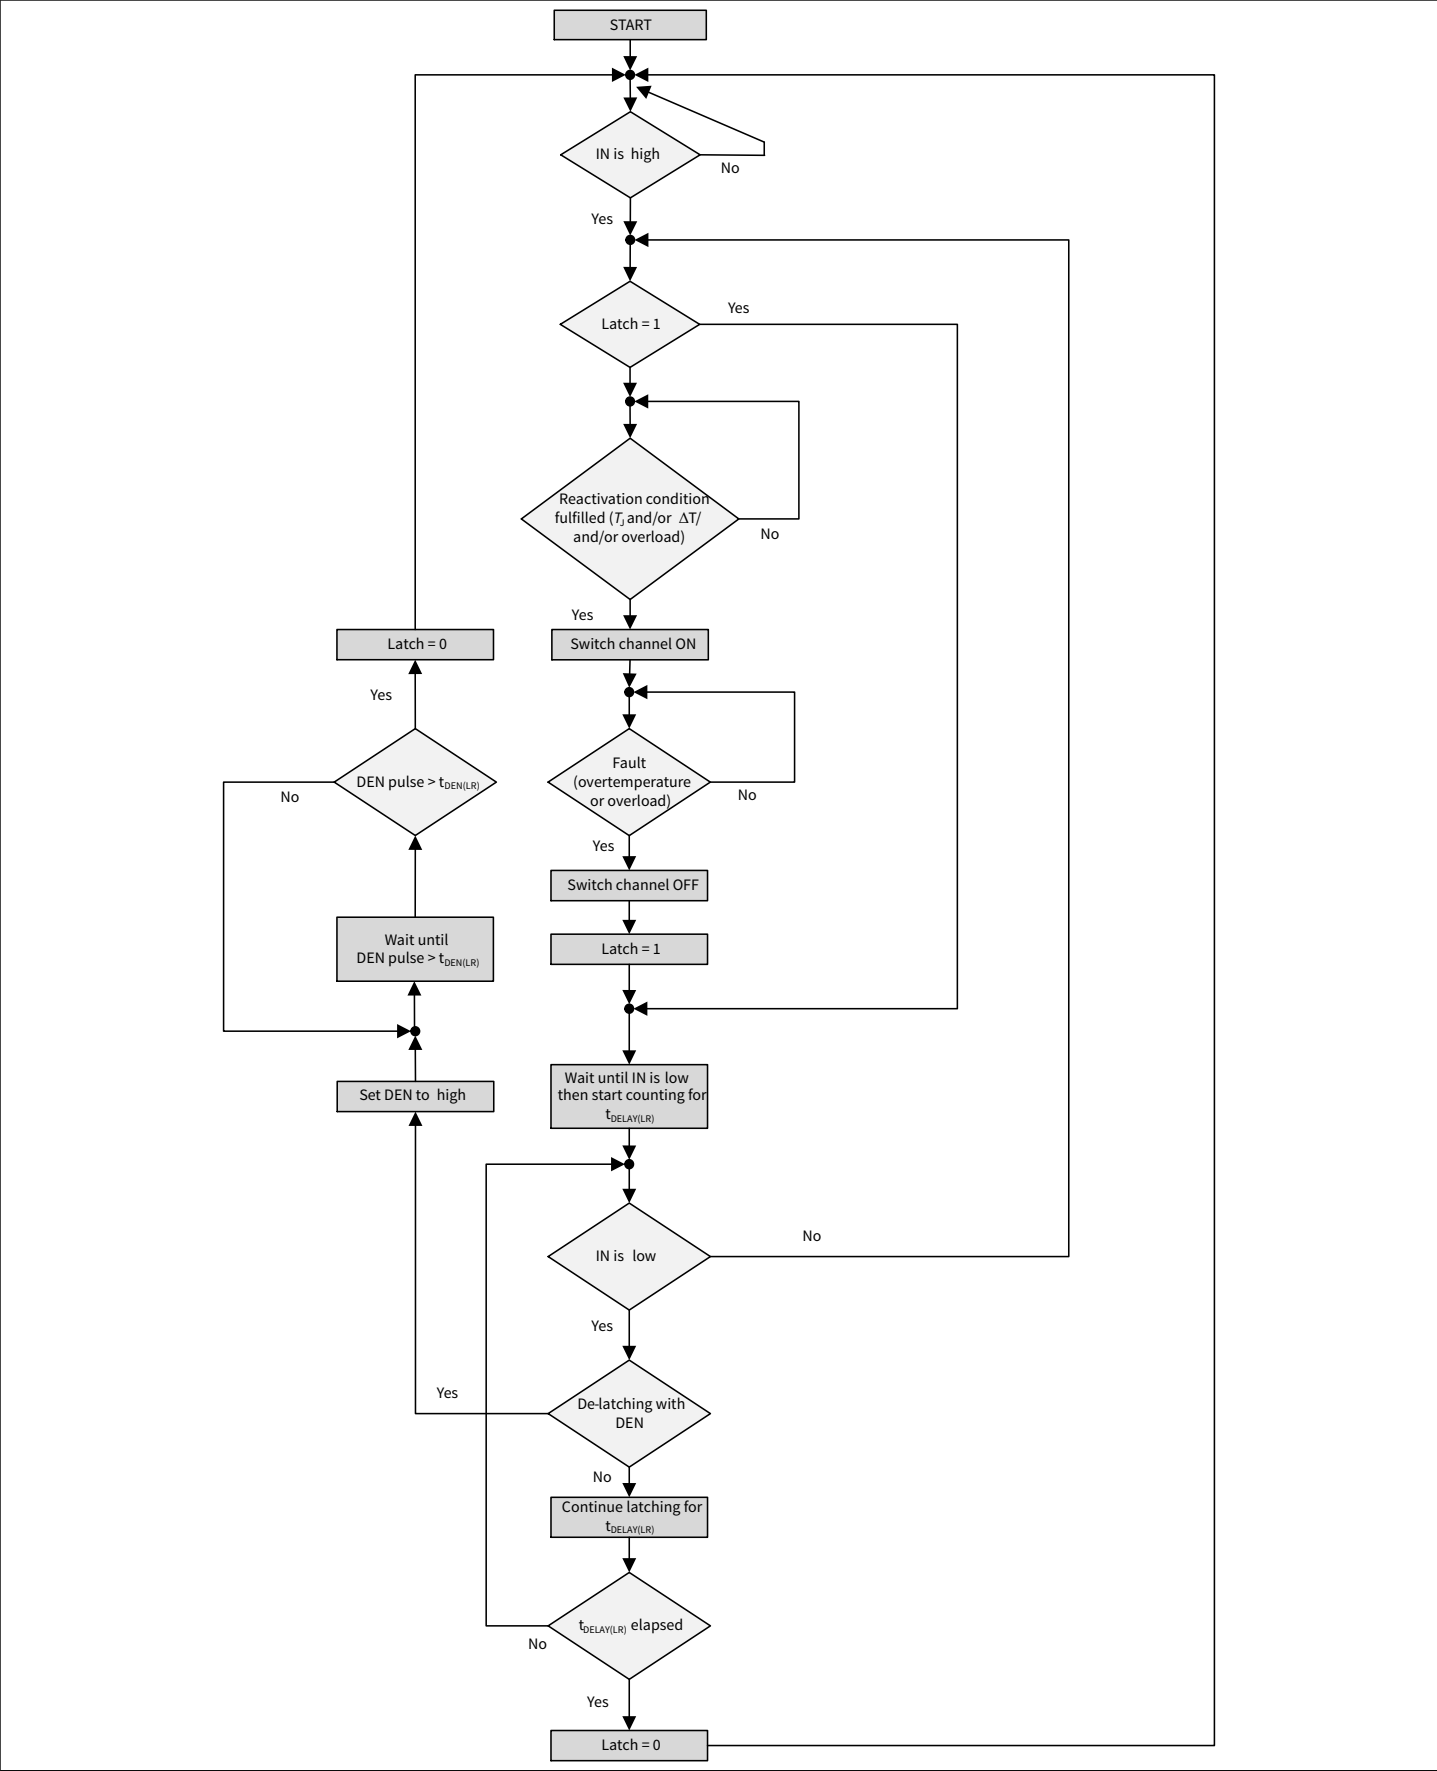 START
IN is high
No
Yes
Latch = 1
Yes
Reactivation condition
fulfilled (TJ and/or ΔT/
and/or overload)
No
Yes
Latch = 0
Switch channel ON
Yes
DEN pulse > tDEN(LR)
No
Fault
(overtemperature
or overload)
No
Yes
Switch channel OFF
Wait until
DEN pulse > tDEN(LR)
Latch = 1
Set DEN to high
Wait until IN is low
then start counting for
tDELAY(LR)
IN is low
No
Yes
De-latching with
DEN
Yes
No
Continue latching for
tDELAY(LR)
tDELAY(LR) elapsed
No
Yes
Latch = 0